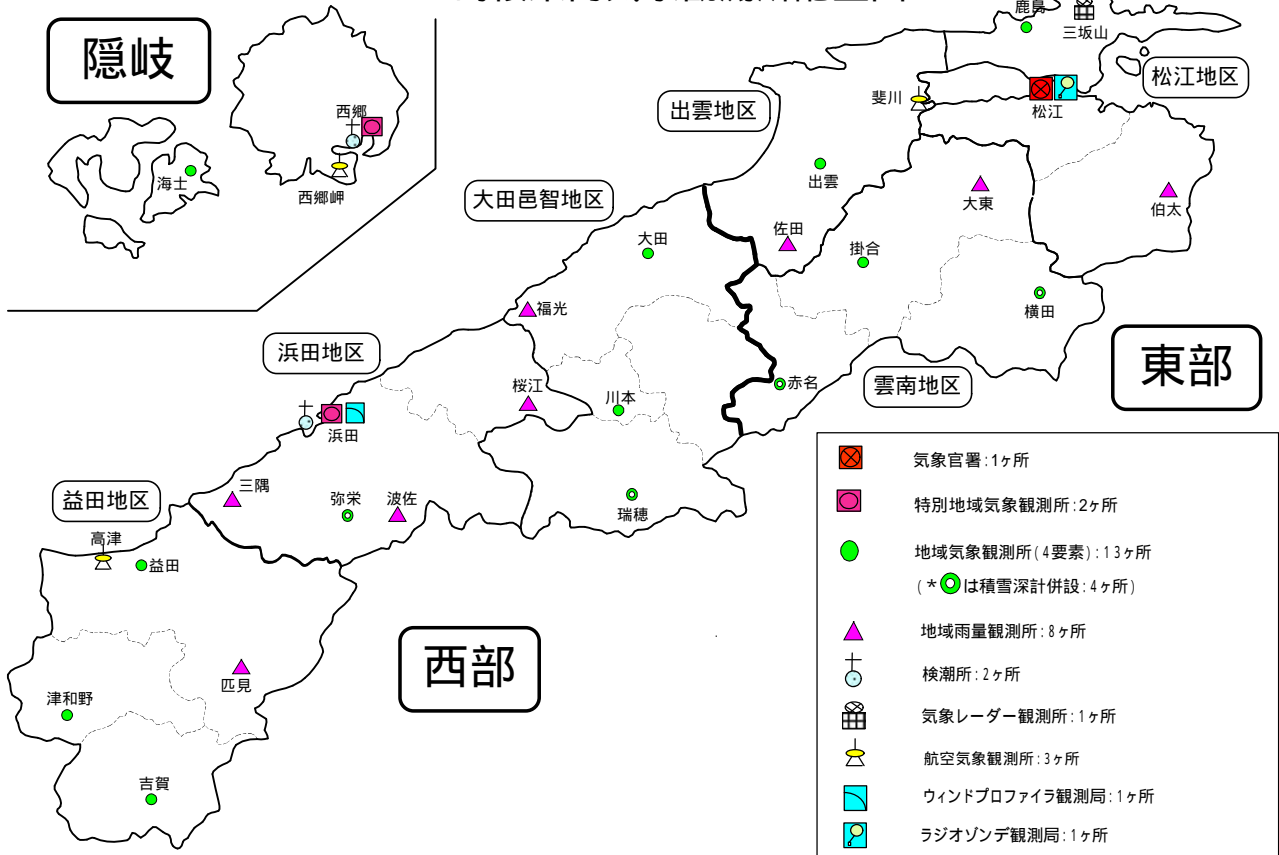 隠岐
西郷
海士
西郷岬
鹿島
三坂山
松江地区
斐川
松江
出雲地区
出雲
大東
伯太
大田邑智地区
大田
佐田
掛合
横田
福光
東部
浜田地区
桜江
川本
赤名
雲南地区
浜田
益田地区
三隅
弥栄
波佐
瑞穂
高津
益田
西部
匹見
津和野
吉賀
気象官署:1ヶ所
特別地域気象観測所:2ヶ所
地域気象観測所(4要素):13ヶ所
(*は積雪深計併設:4ヶ所)
地域雨量観測所:8ヶ所
検潮所:2ヶ所
気象レーダー観測所:1ヶ所
航空気象観測所:3ヶ所
ウィンドプロファイラ観測局:1ヶ所
ラジオゾンデ観測局:1ヶ所